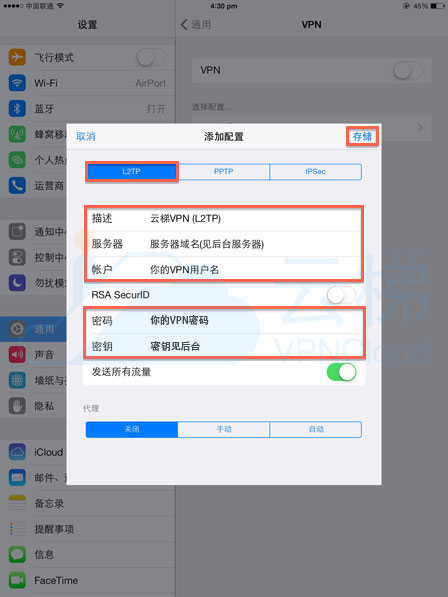 中国联通
4:30 pm
45%
设置
通用
VPN
飞行模式
Wi-Fi
AirPort
蓝牙
打开
蜂窝移
个人热
运营商
通知中
控制中
勿扰模
通用
声音
墙纸与
隐私
iCloud
邮件、
备忘录
提醒事项
信息
FaceTime
VPN
选择配置...
取消
添加配置
存储
L2TP
PPTP
IPSec
描述
云梯VPN (L2TP)
服务器
服务器域名(见后台服务器)
帐户
你的VPN用户名
RSA SecurID
密码
你的VPN密码
密钥
密钥见后台
发送所有流量
代理
关闭
手动
自动
云梯
VPNCloud